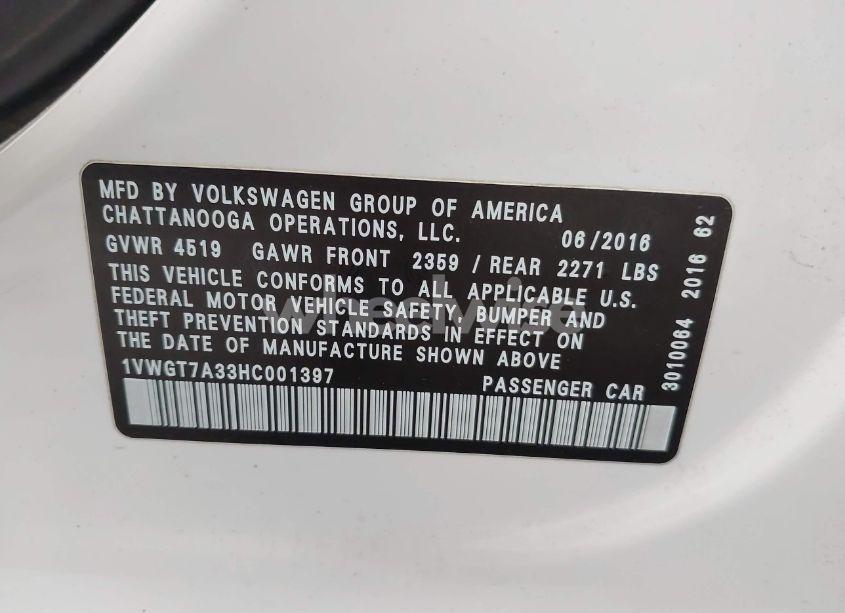 MFD BY VOLKSWAGEN GROUP OF AMERICA
CHATTANOOGA OPERATIONS, LLC. 06/2016
GVWR 4519 GAWR FRONT 2359 / REAR 2271 LBS
THIS VEHICLE CONFORMS TO ALL APPLICABLE U.S.
FEDERAL MOTOR VEHICLE SAFETY, BUMPER AND
THEFT PREVENTION STANDARDS IN EFFECT ON
THE DATE OF MANUFACTURE SHOWN ABOVE
1VWGT7A33HC001397 PASSENGER CAR
3010064 2016 62